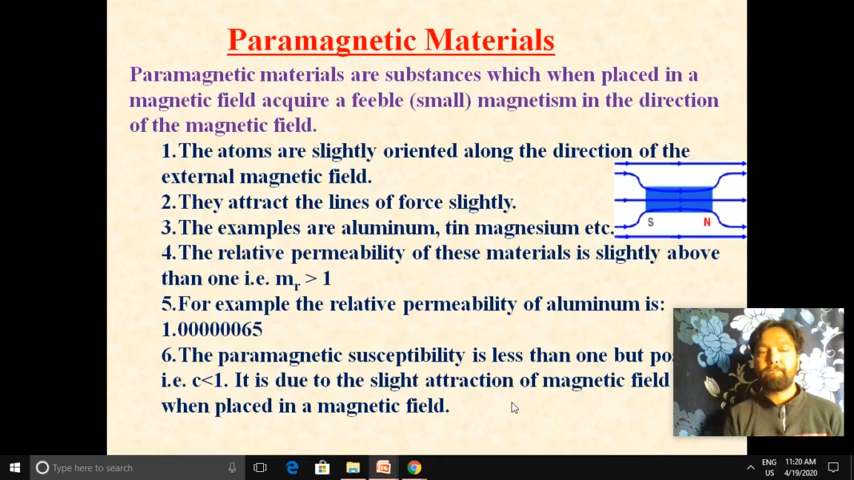 Paramagnetic Materials
Paramagnetic materials are substances which when placed in a
magnetic field acquire a feeble (small) magnetism in the direction
of the magnetic field.
1.The atoms are slightly oriented along the direction of the
external magnetic field.
2.They attract the lines of force slightly.
3.The examples are aluminum, tin magnesium etc.
S N
4.The relative permeability of these materials is slightly above
than one i.e. mr > 1
5.For example the relative permeability of aluminum is:
1.00000065
6.The paramagnetic susceptibility is less than one but
i.e. c<1. It is due to the slight attraction of magnetic field
when placed in a magnetic field.
Type here to search
ENG 11:20 AM
US 4/19/2020